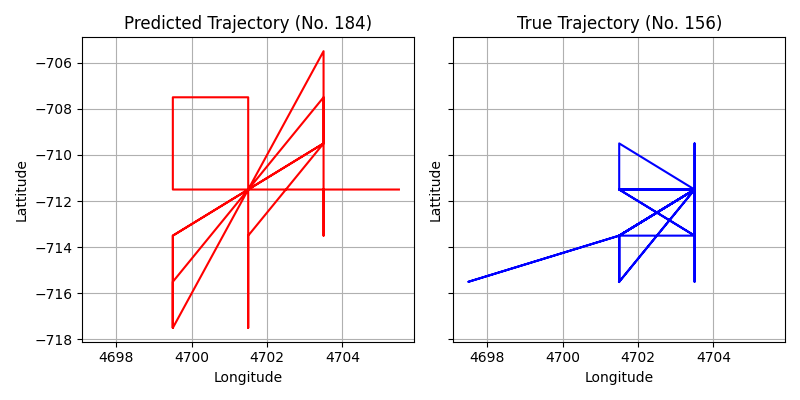 Predicted Trajectory (No. 184)
True Trajectory (No. 156)
−706
−708
−710
−712
−714
−716
−718
Lattitude
Lattitude
4698
4700
4702
4704
4698
4700
4702
4704
Longitude
Longitude